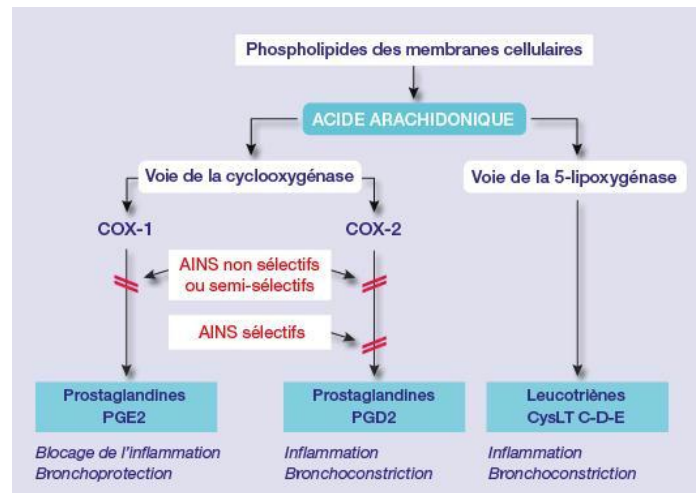 Phospholipides des membranes cellulaires
ACIDE ARACHIDONIQUE
Voie de la cyclooxygénase
Voie de la 5-lipoxygénase
COX-1
COX-2
AINS non sélectifs
ou semi-sélectifs
AINS sélectifs
Prostaglandines
PGE2
Prostaglandines
PGD2
Leucotriènes
CysLT C-D-E
Blocage de l'inflammation
Bronchoprotection
Inflammation
Bronchoconstriction
Inflammation
Bronchoconstriction